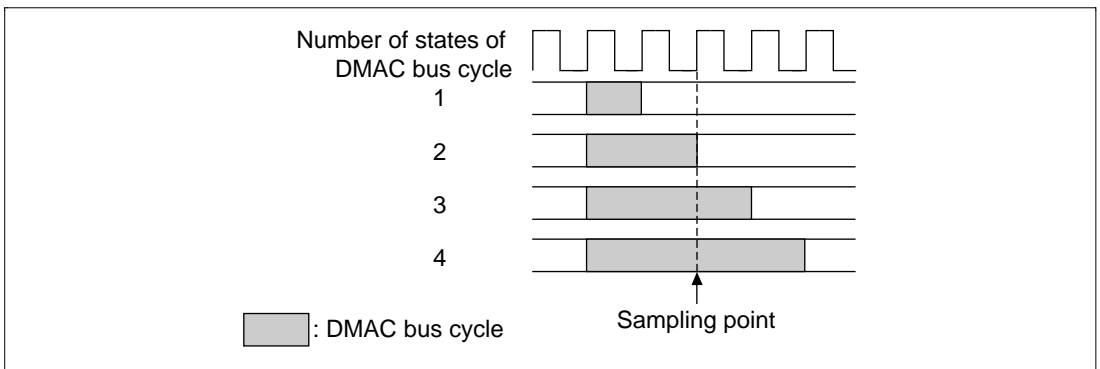 Number of states of
DMAC bus cycle
1
2
3
4
Sampling point
: DMAC bus cycle